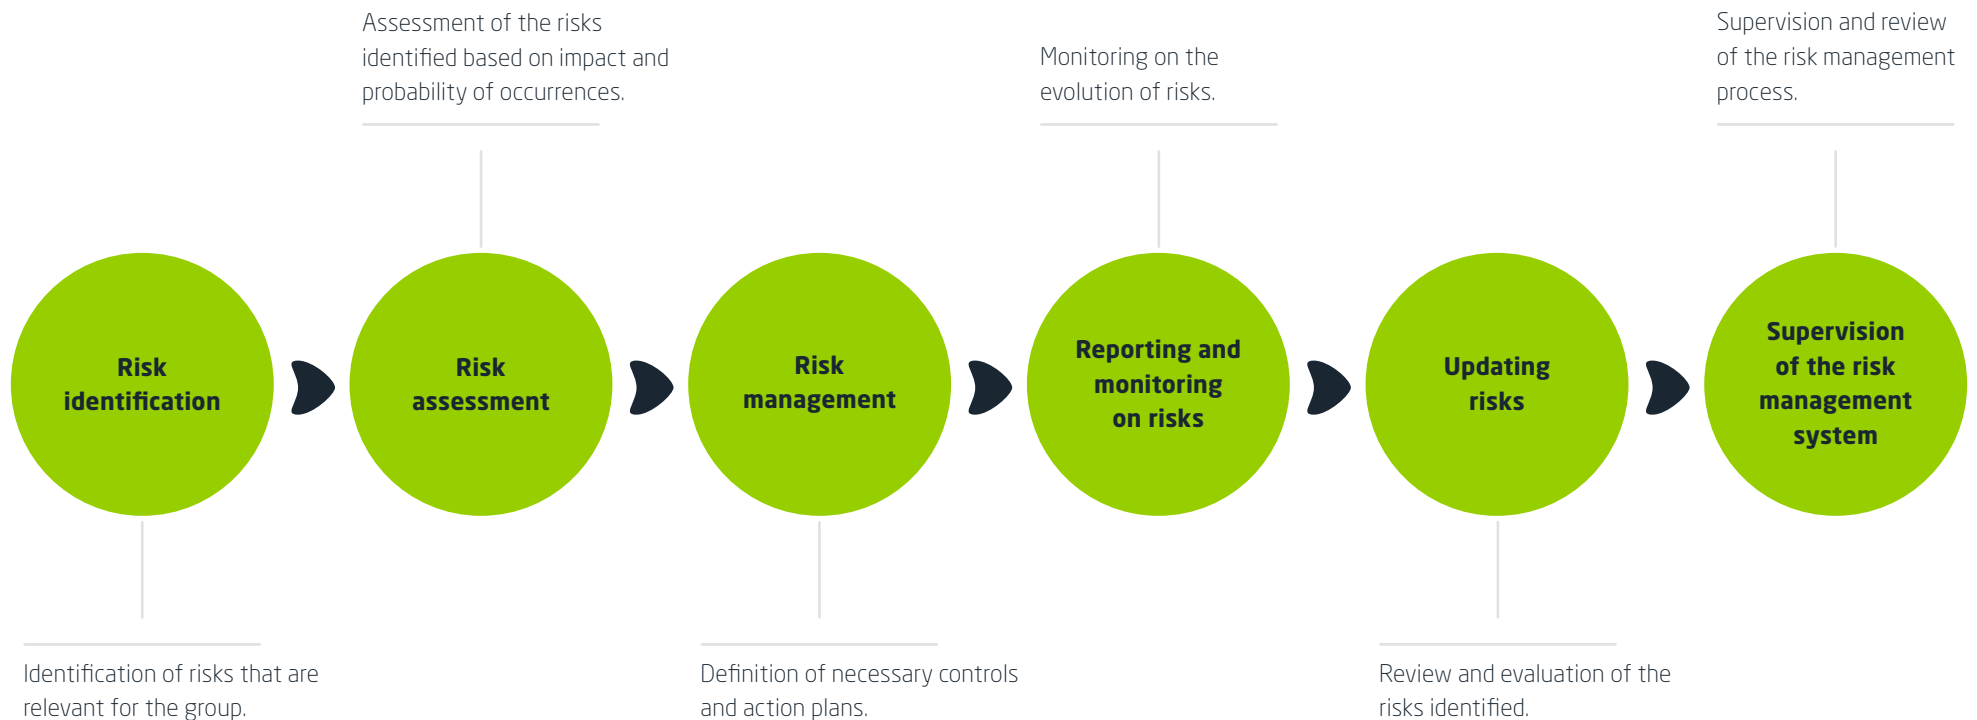 Assessment of the risks
identified based on impact and
probability of occurrences.
Monitoring on the
evolution of risks.
Supervision and review
of the risk management
process.
Risk
identification
Risk
assessment
Risk
management
Reporting and
monitoring
on risks
Updating
risks
Supervision
of the risk
management
system
Identification of risks that are
relevant for the group.
Definition of necessary controls
and action plans.
Review and evaluation of the
risks identified.